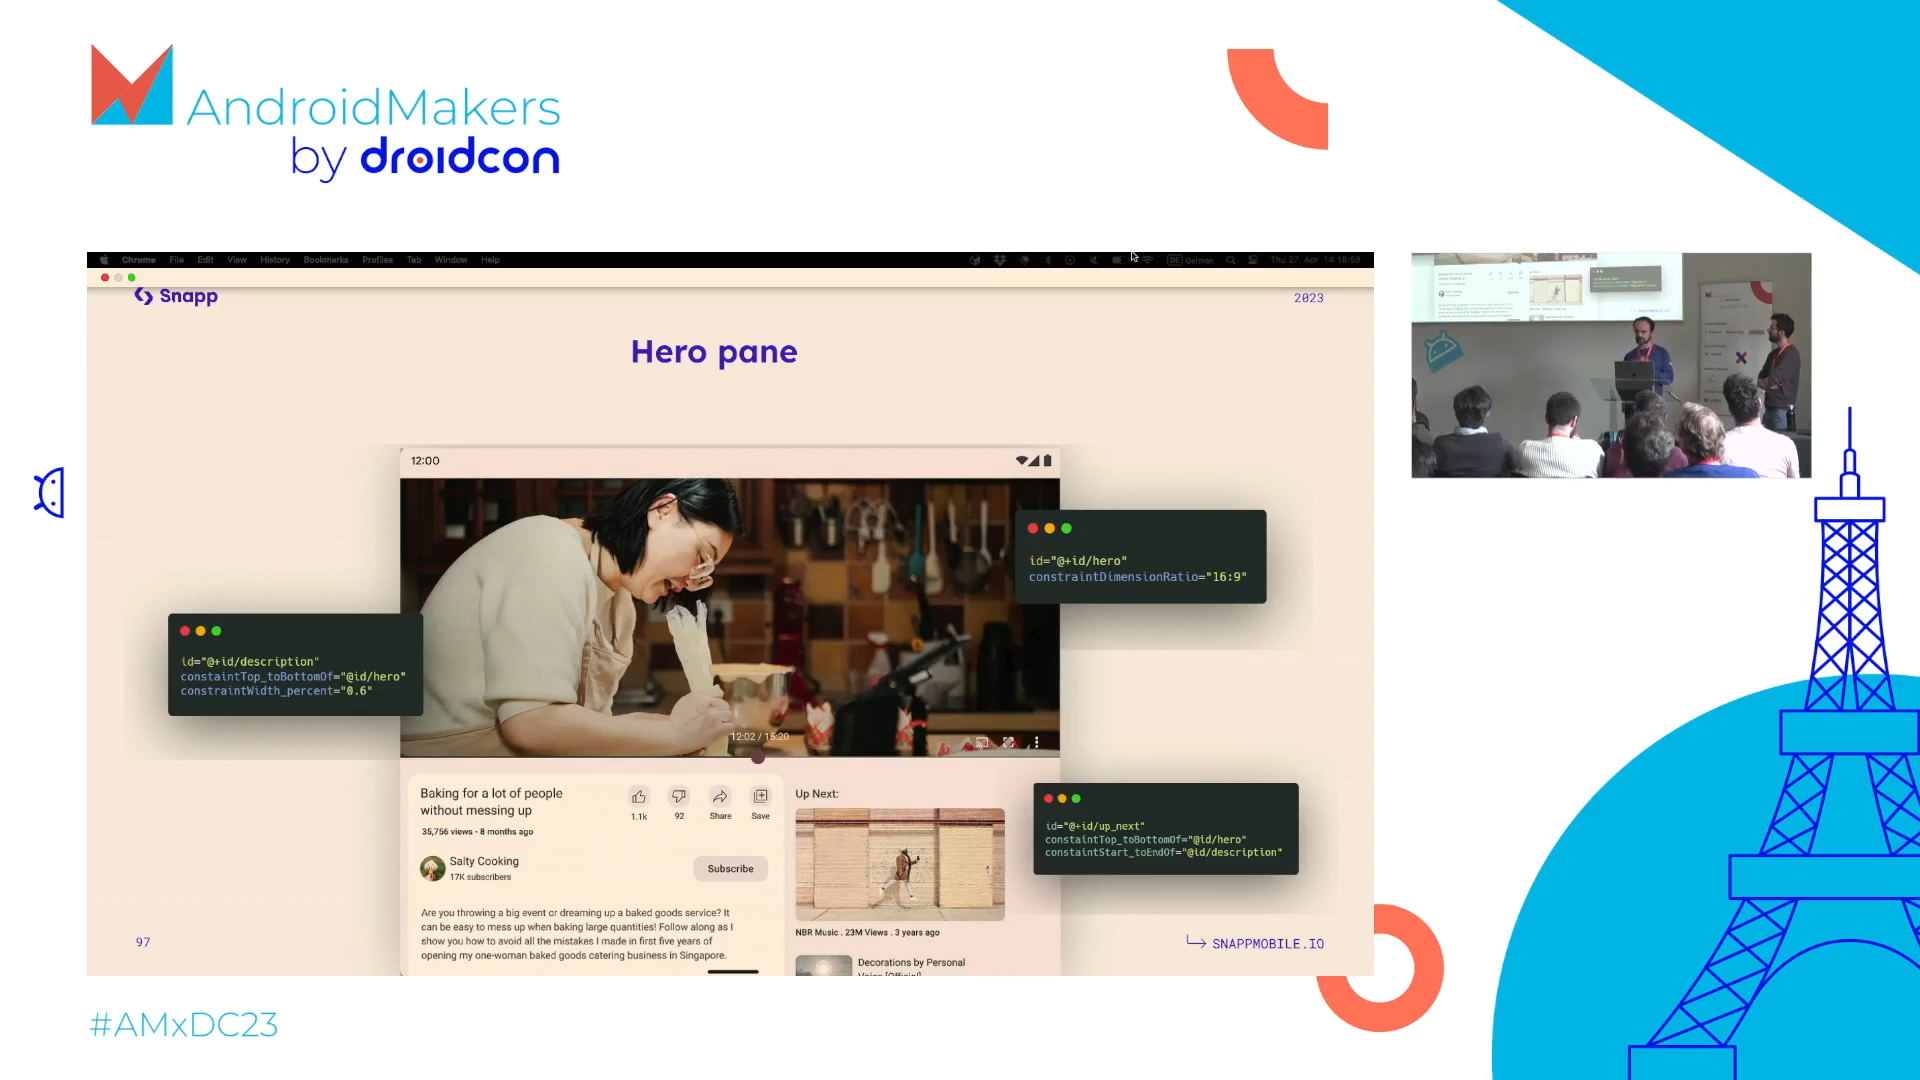 AndroidMakers
by droidcon
Chrome File Edit View History Bookmarks Profiles Tab Window Help
DE German
Thu 27. Apr 14:18:53
Snapp
2023
Hero pane
12:00
id="@+id/hero"
constraintDimensionRatio="16:9"
id="@+id/description"
constaintTop_toBottomOf="@id/hero"
constraintWidth_percent="0.6"
12:02 / 15:20
Baking for a lot of people
without messing up
1.1k
92
Share
Save
35,756 views - 8 months ago
Salty Cooking
17K subscribers
Subscribe
Are you throwing a big event or dreaming up a baked goods service? It
can be easy to mess up when baking large quantities! Follow along as I
show you how to avoid all the mistakes I made in first five years of
opening my one-woman baked goods catering business in Singapore.
Up Next:
id="@+id/up_next"
constaintTop_toBottomOf="@id/hero"
constaintStart_toEndOf="@id/description"
NBR Music . 23M Views . 3 years ago
Decorations by Personal
97
SNAPPMOBILE.IO
#AMxDC23